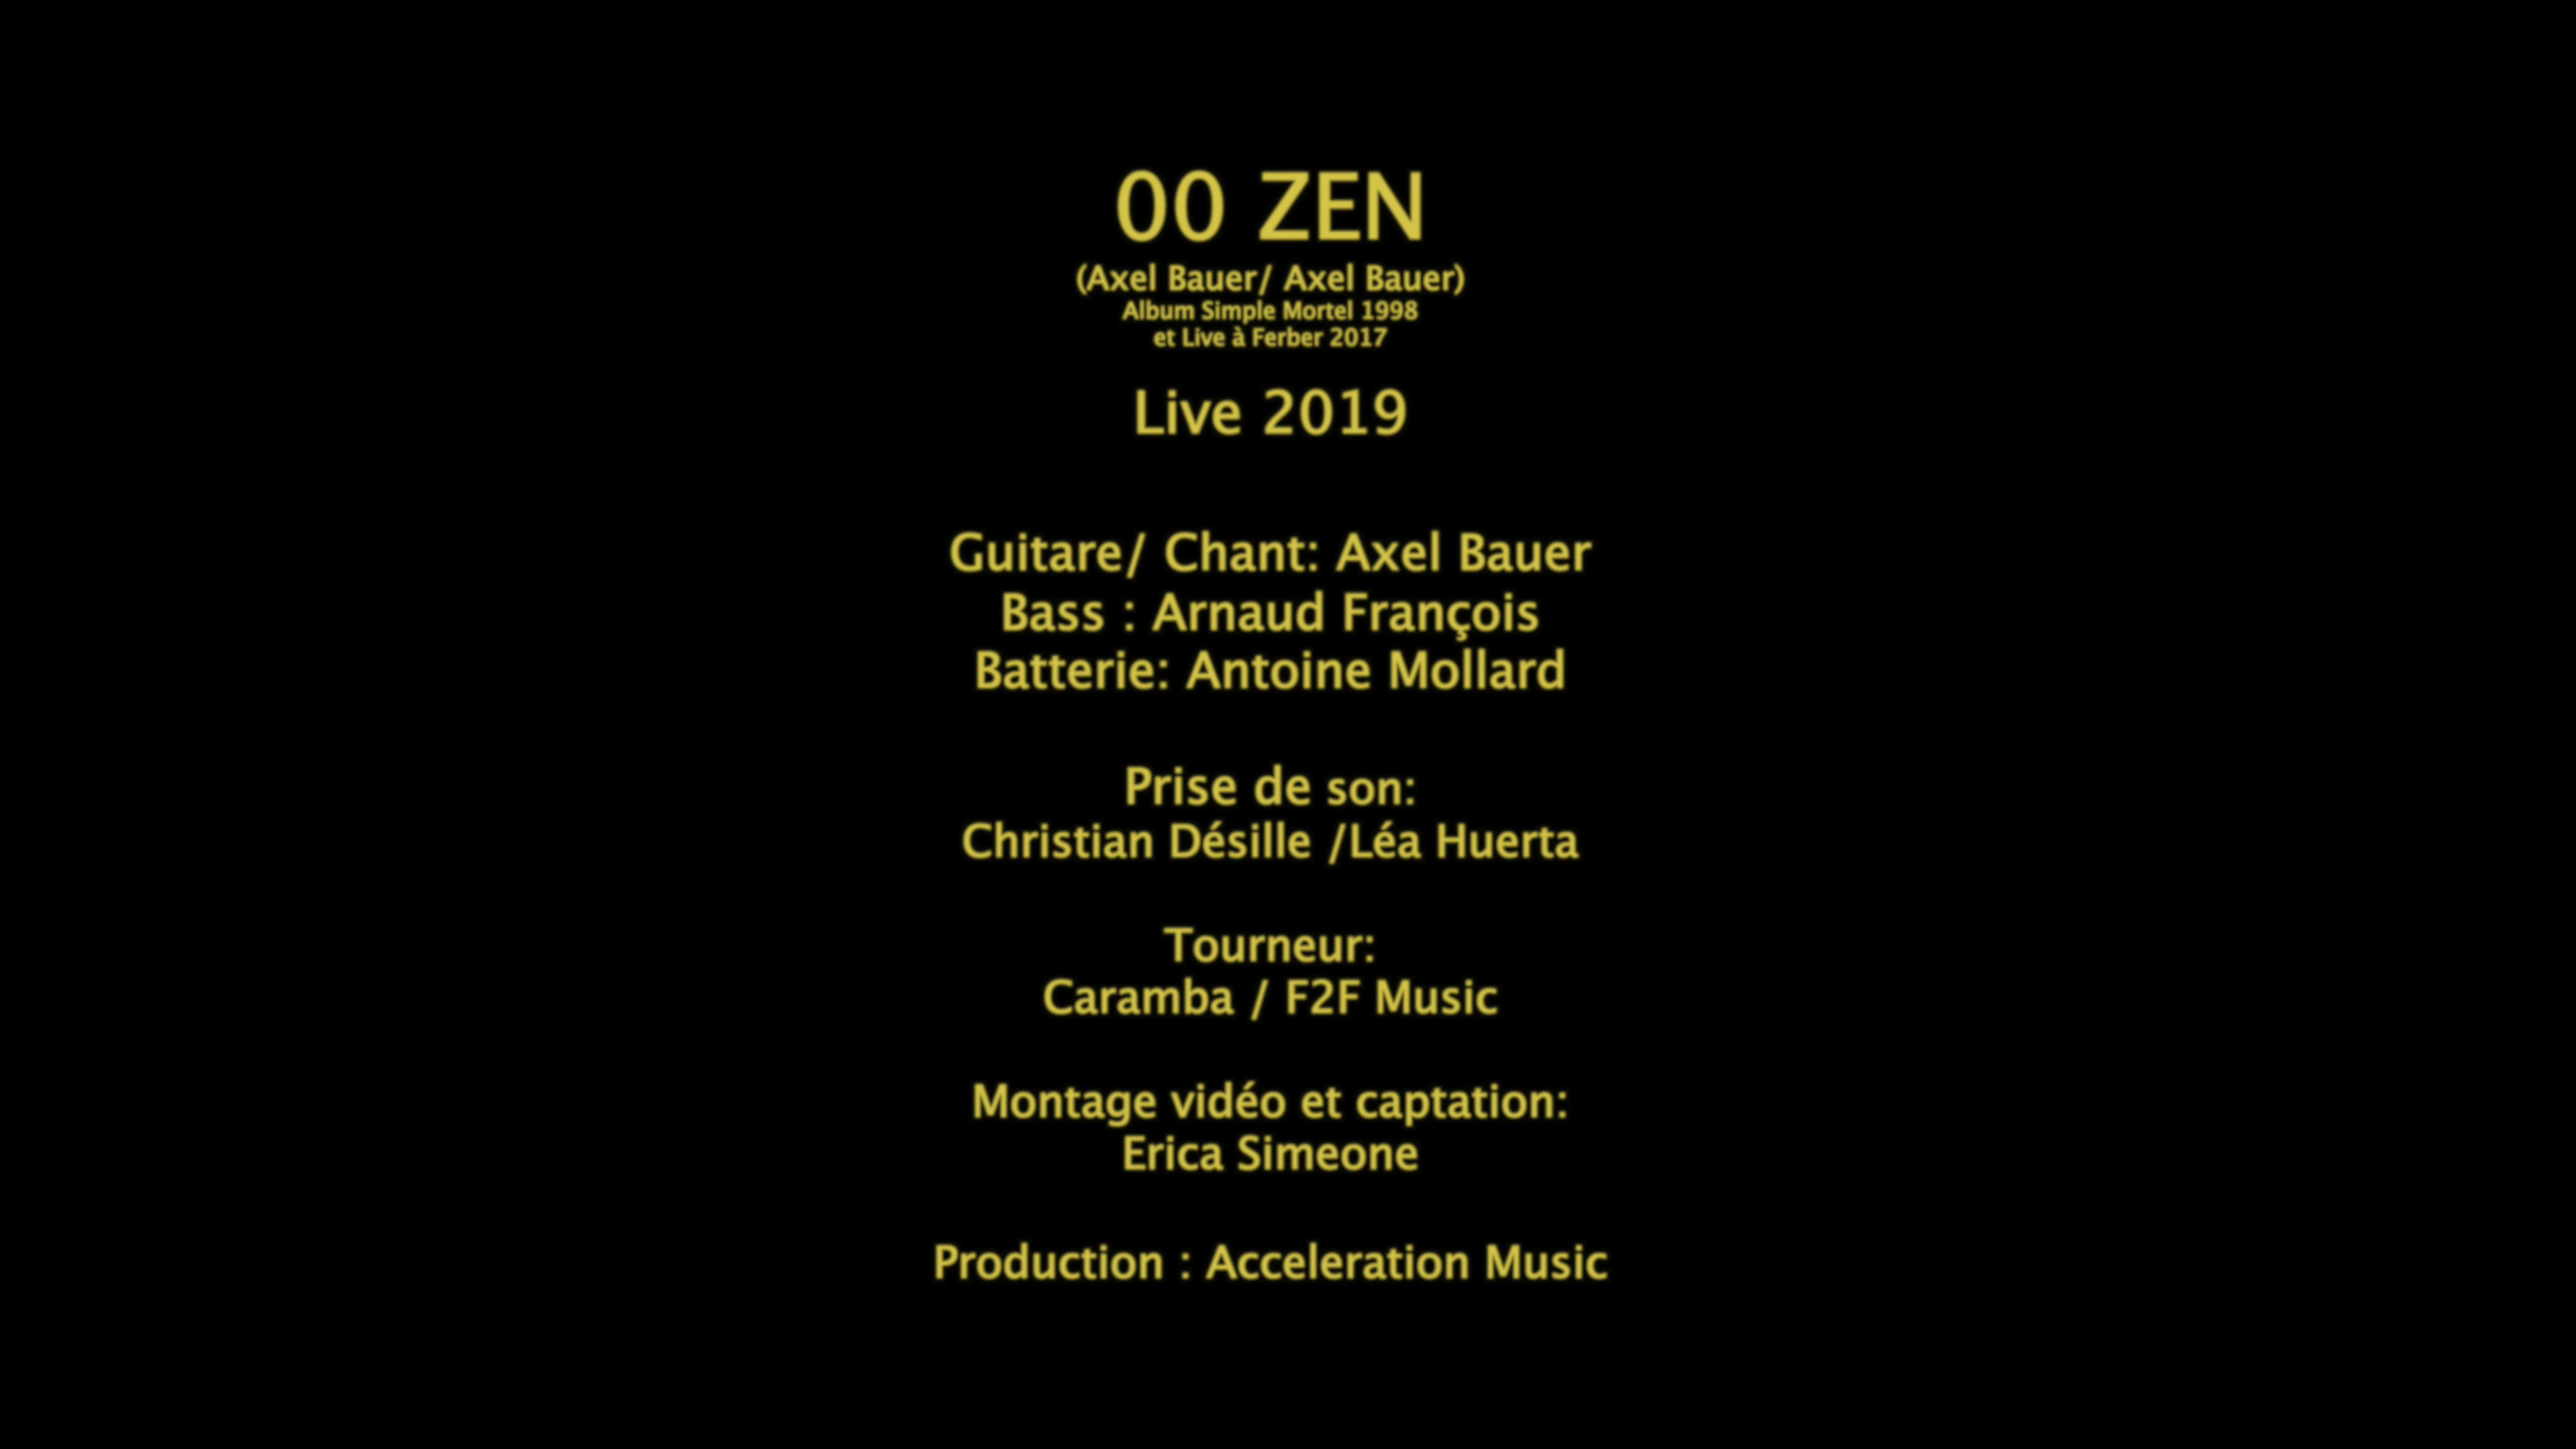 00 ZEN
(Axel Bauer/ Axel Bauer)
Album Simple Mortel 1998
et Live à Ferber 2017
Live 2019
Guitare/ Chant: Axel Bauer
Bass : Arnaud François
Batterie: Antoine Mollard
Prise de son:
Christian Désille /Léa Huerta
Tourneur:
Caramba / F2F Music
Montage vidéo et captation:
Erica Simeone
Production : Acceleration Music